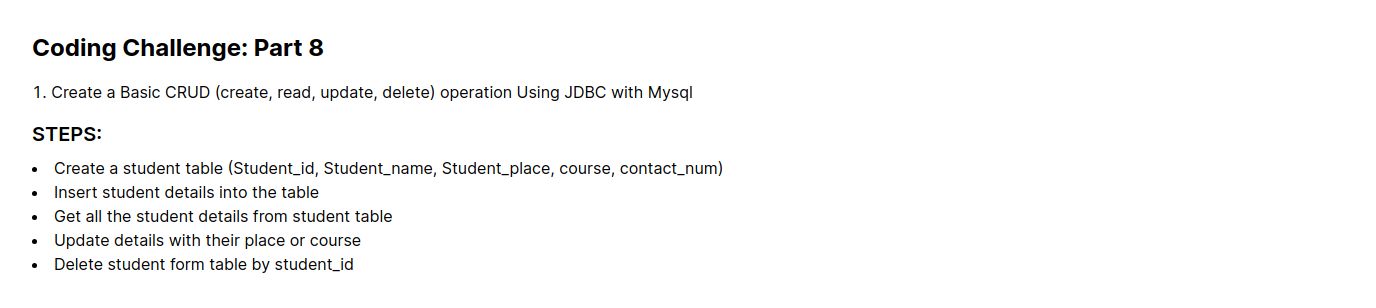 Coding Challenge: Part 8
1. Create a Basic CRUD (create, read, update, delete) operation Using JDBC with Mysql
STEPS:
• Create a student table (Student_id, Student_name, Student_place, course, contact_num)
• Insert student details into the table
• Get all the student details from student table
• Update details with their place or course
• Delete student form table by student_id